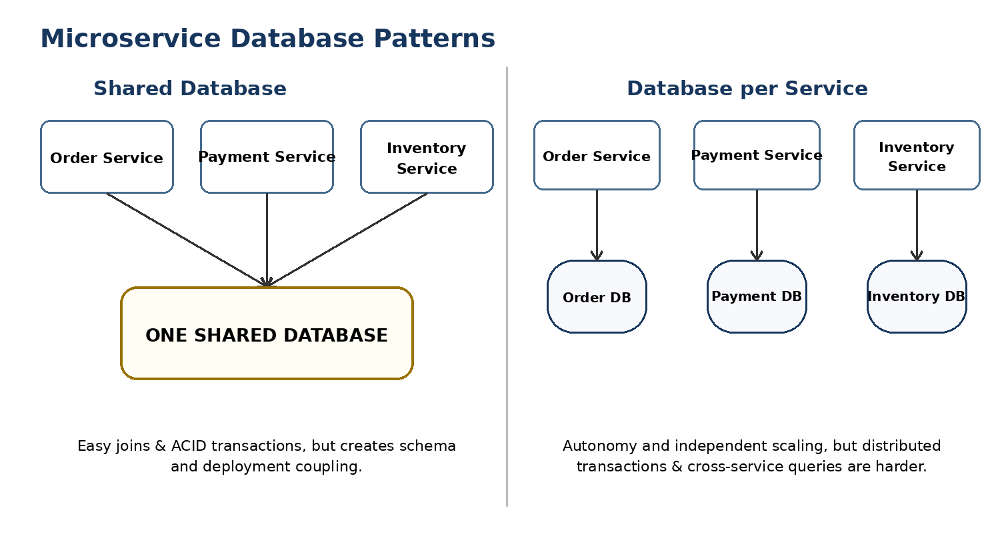 Microservice Database Patterns
Shared Database
Order Service
Payment Service
Inventory
Service
ONE SHARED DATABASE
Easy joins & ACID transactions, but creates schema
and deployment coupling.
Database per Service
Order Service
Payment Service
Inventory
Service
Order DB
Payment DB
Inventory DB
Autonomy and independent scaling, but distributed
transactions & cross-service queries are harder.